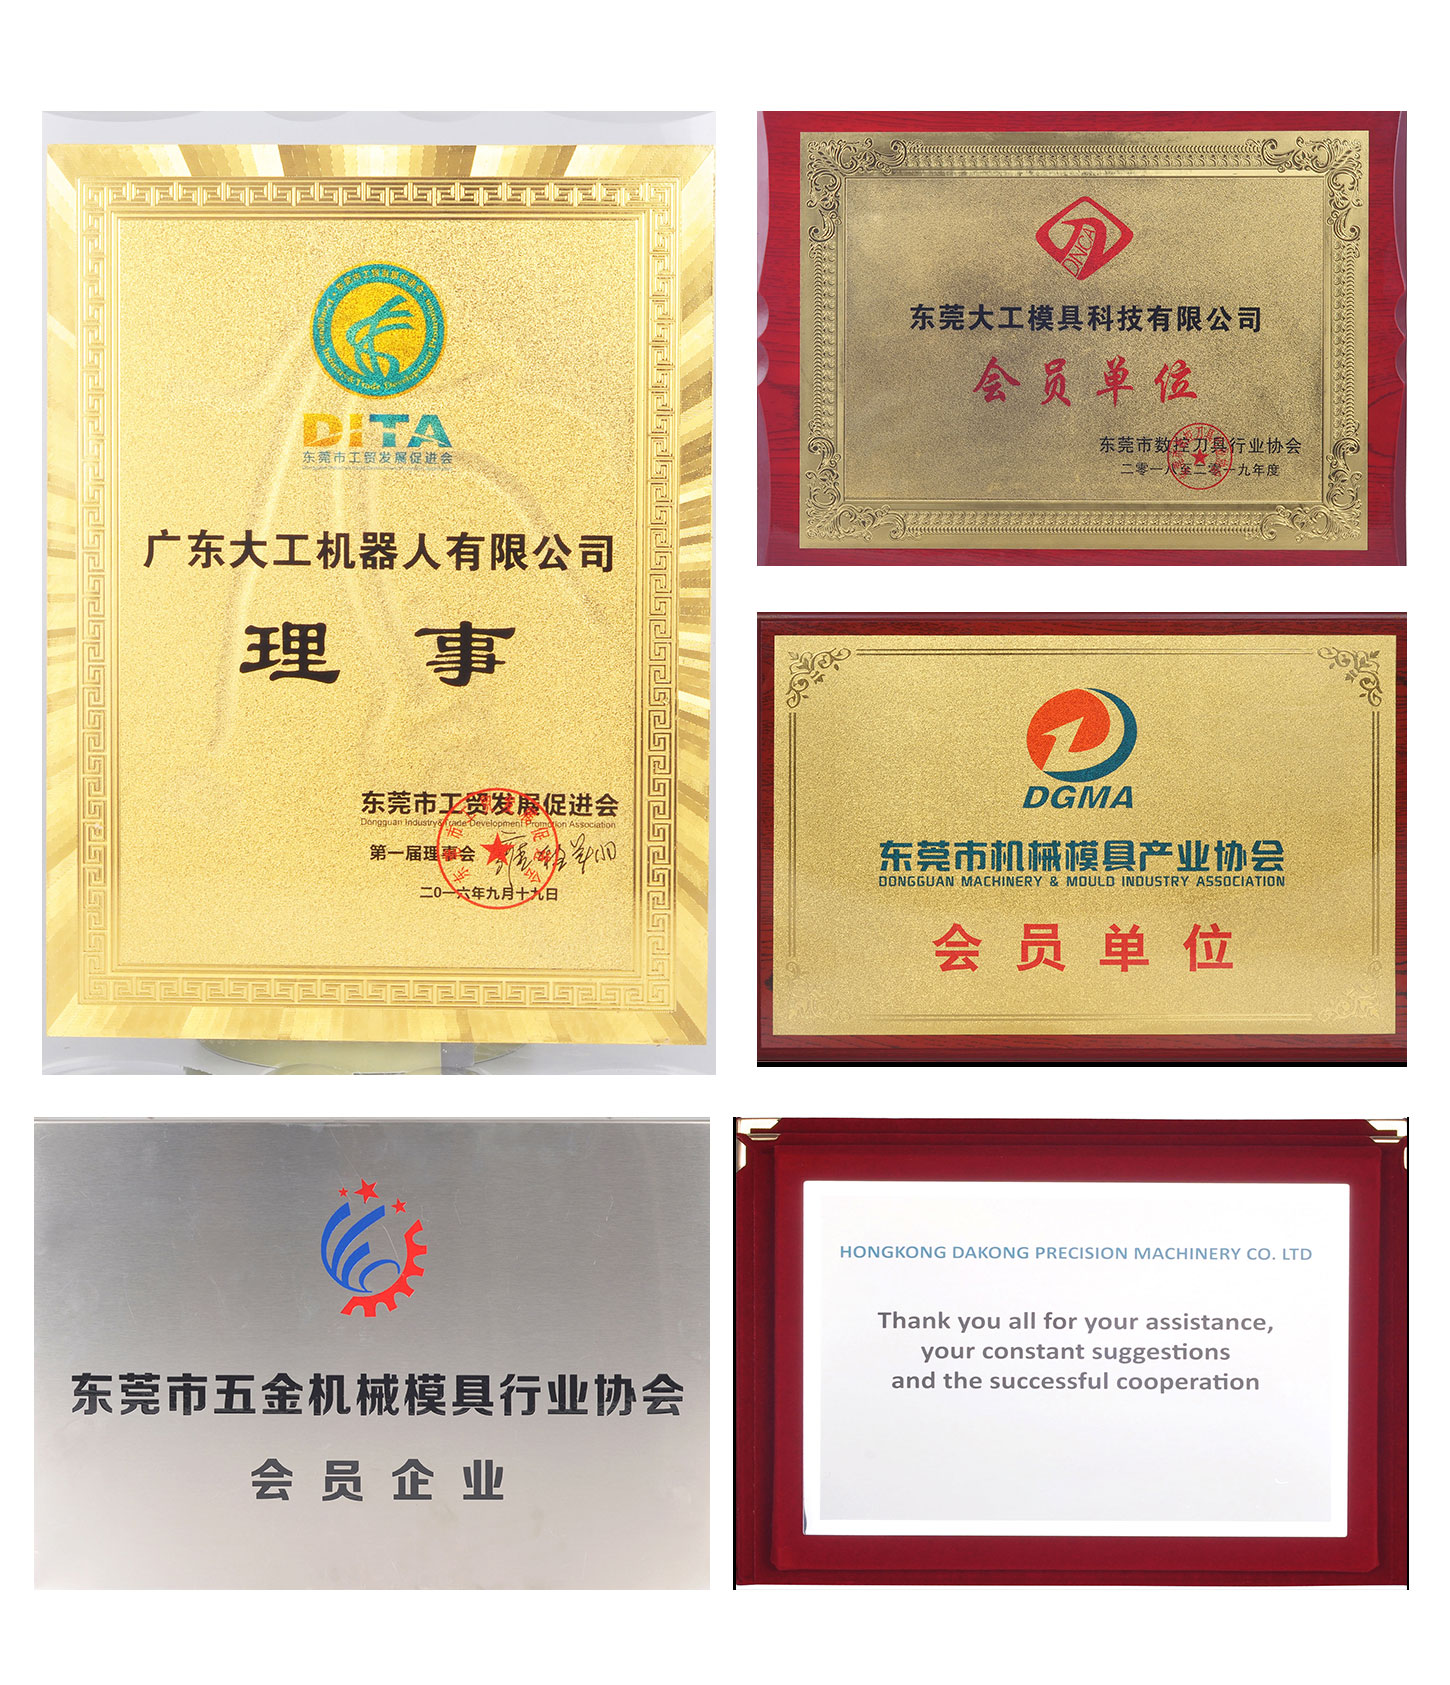 DITA
东莞市工贸发展促进会
广东大工机器人有限公司
理 事
东莞市工贸发展促进会
Dongguan Industry&Trade Development Promotion Association
第一届理事会
二〇一六年九月十九日
DNCA
东莞大工模具科技有限公司
会员单位
东莞市数控刀具行业协会
二零一八至二零一九年度
DGMA
东莞市机械模具产业协会
DONGGUAN MACHINERY & MOULD INDUSTRY ASSOCIATION
会员单位
东莞市五金机械模具行业协会
会员企业
HONGKONG DAKONG PRECISION MACHINERY CO. LTD
Thank you all for your assistance,
your constant suggestions
and the successful cooperation